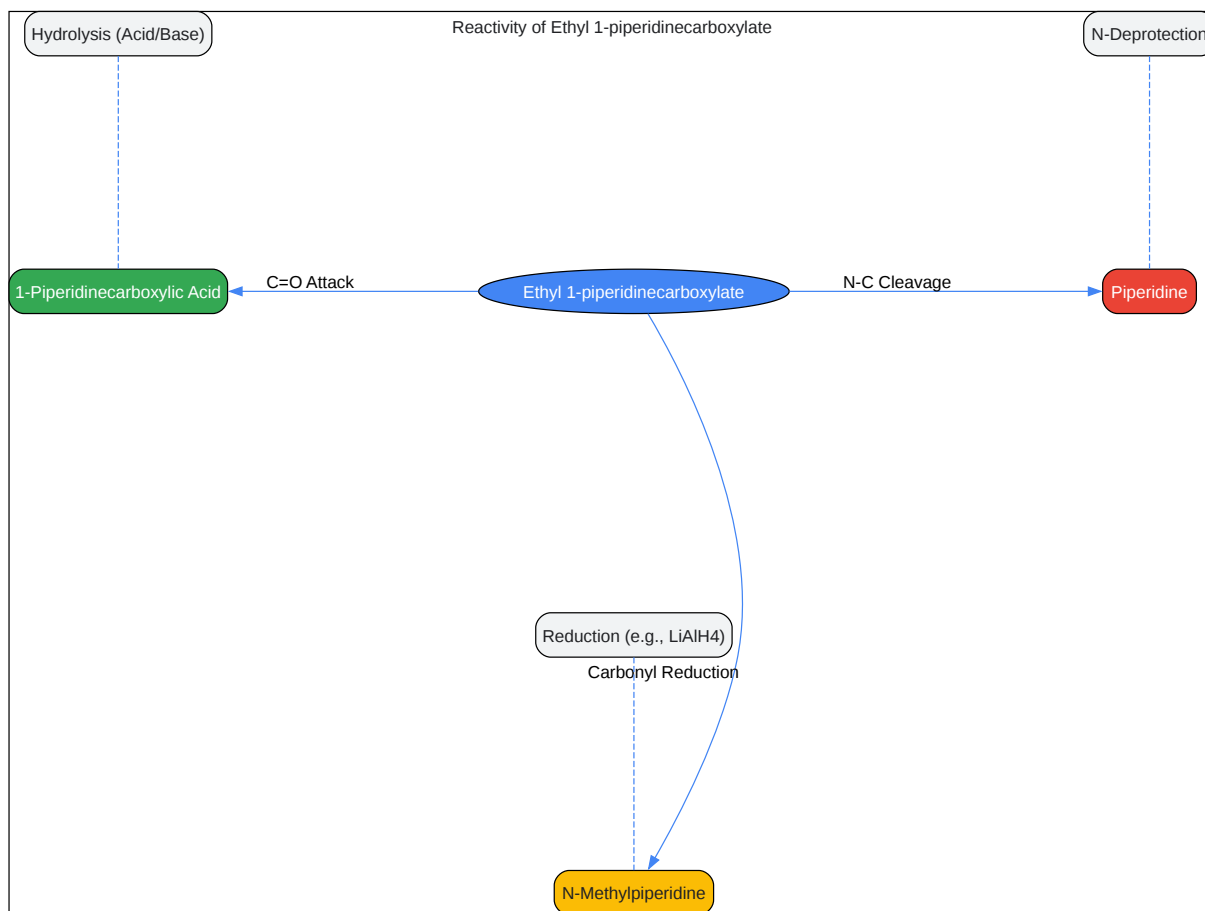 Reactivity of Ethyl 1-piperidinecarboxylate
Hydrolysis (Acid/Base)
N-Deprotection
1-Piperidinecarboxylic Acid
C=O Attack
Ethyl 1-piperidinecarboxylate
N-C Cleavage
Piperidine
Reduction (e.g., LiAlH4)
Carbonyl Reduction
N-Methylpiperidine